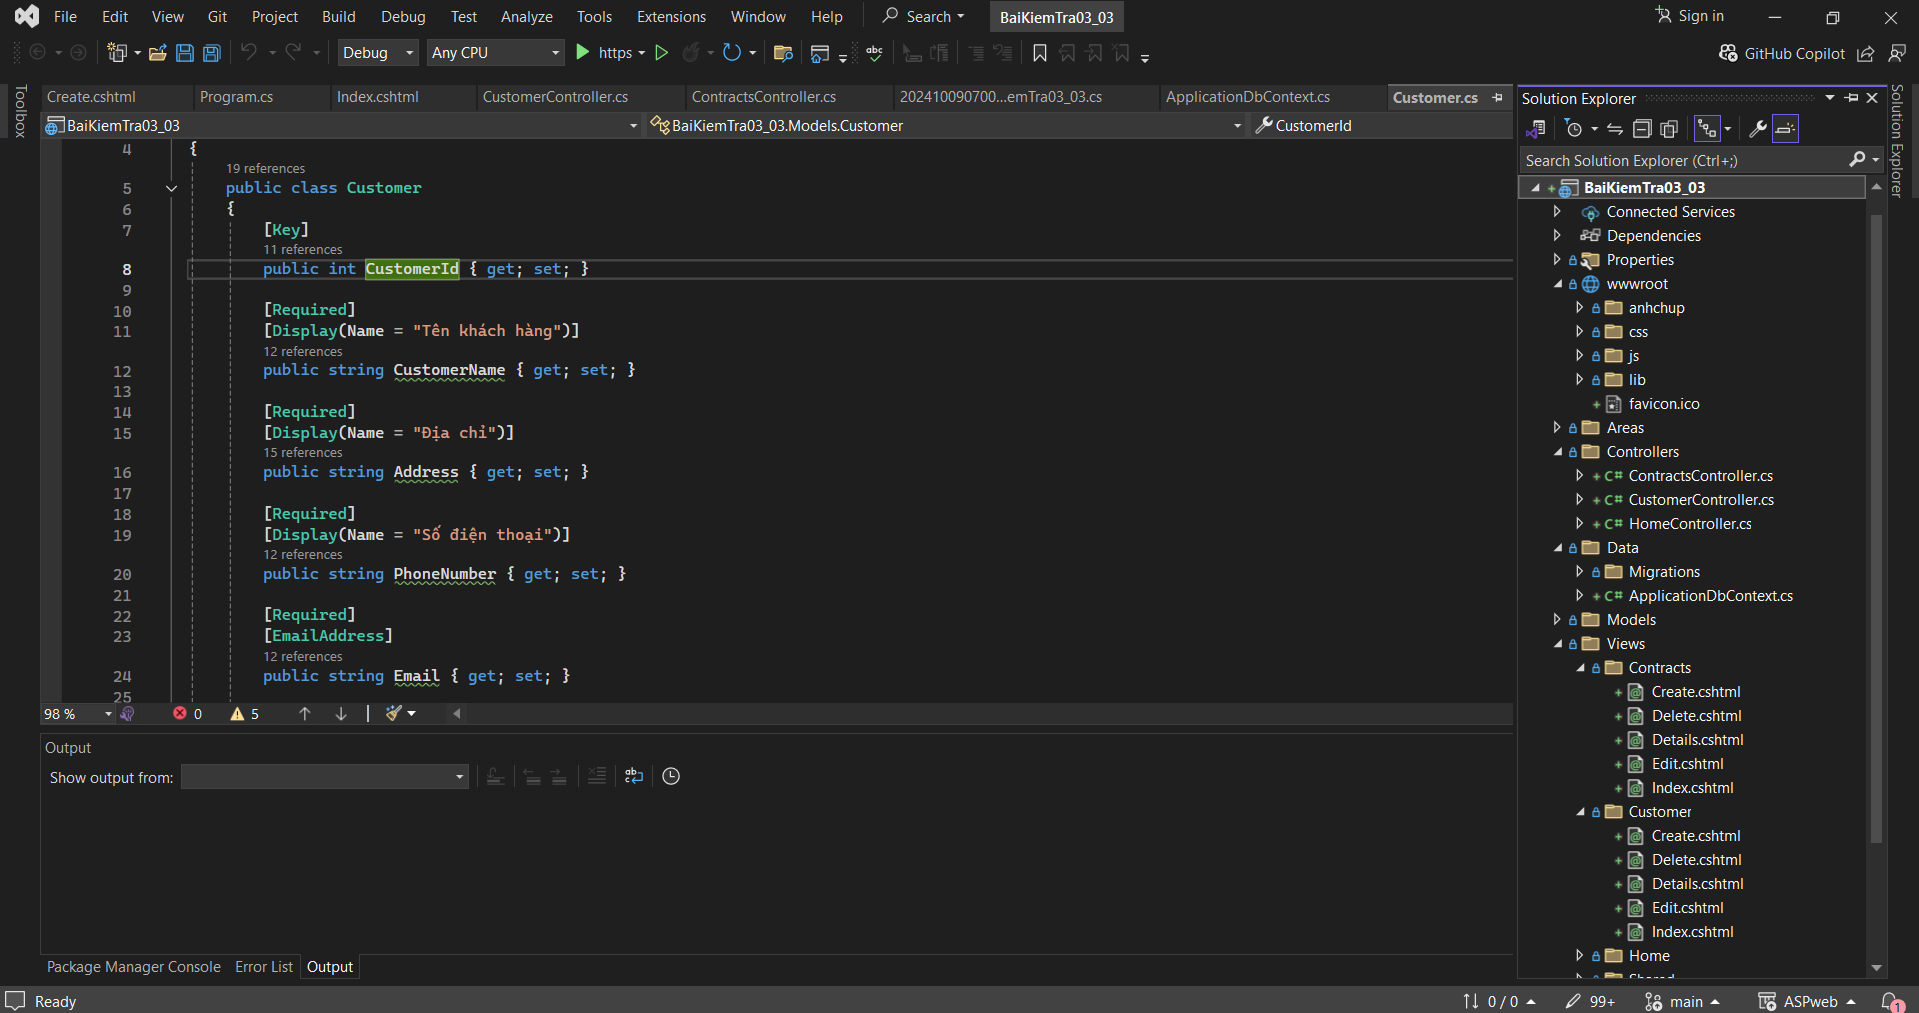 File Edit View Git Project Build Debug Test Analyze Tools Extensions Window Help Search BaiKiemTra03_03 Sign in
Debug Any CPU https GitHub Copilot
Toolbox
Create.cshtml Program.cs Index.cshtml CustomerController.cs ContractsController.cs 202410090700...emTra03_03.cs ApplicationDbContext.cs Customer.cs
BaiKiemTra03_03 BaiKiemTra03_03.Models.Customer CustomerId
4 {
19 references
5 public class Customer
6 {
7 [Key]
11 references
8 public int CustomerId { get; set; }
9
10 [Required]
11 [Display(Name = "Tên khách hàng")]
12 references
12 public string CustomerName { get; set; }
13
14 [Required]
15 [Display(Name = "Địa chỉ")]
15 references
16 public string Address { get; set; }
17
18 [Required]
19 [Display(Name = "Số điện thoại")]
12 references
20 public string PhoneNumber { get; set; }
21
22 [Required]
23 [EmailAddress]
12 references
24 public string Email { get; set; }
25
98 % 0 5
Output
Show output from:
Package Manager Console Error List Output
Solution Explorer
Search Solution Explorer (Ctrl+;)
BaiKiemTra03_03
Connected Services
Dependencies
Properties
wwwroot
anhchup
css
js
lib
favicon.ico
Areas
Controllers
C# ContractsController.cs
C# CustomerController.cs
C# HomeController.cs
Data
Migrations
C# ApplicationDbContext.cs
Models
Views
Contracts
Create.cshtml
Delete.cshtml
Details.cshtml
Edit.cshtml
Index.cshtml
Customer
Create.cshtml
Delete.cshtml
Details.cshtml
Edit.cshtml
Index.cshtml
Home
Shared
Solution Explorer
Ready 0 / 0 99+ main ASPweb 1